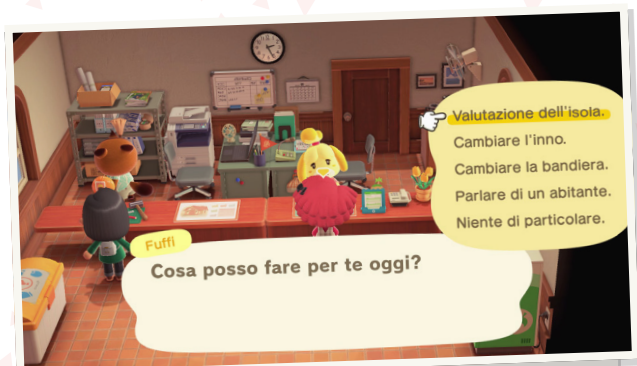 Valutazione dell'isola.
Cambiare l'inno.
Cambiare la bandiera.
Parlare di un abitante.
Niente di particolare.
Fuffi
Cosa posso fare per te oggi?